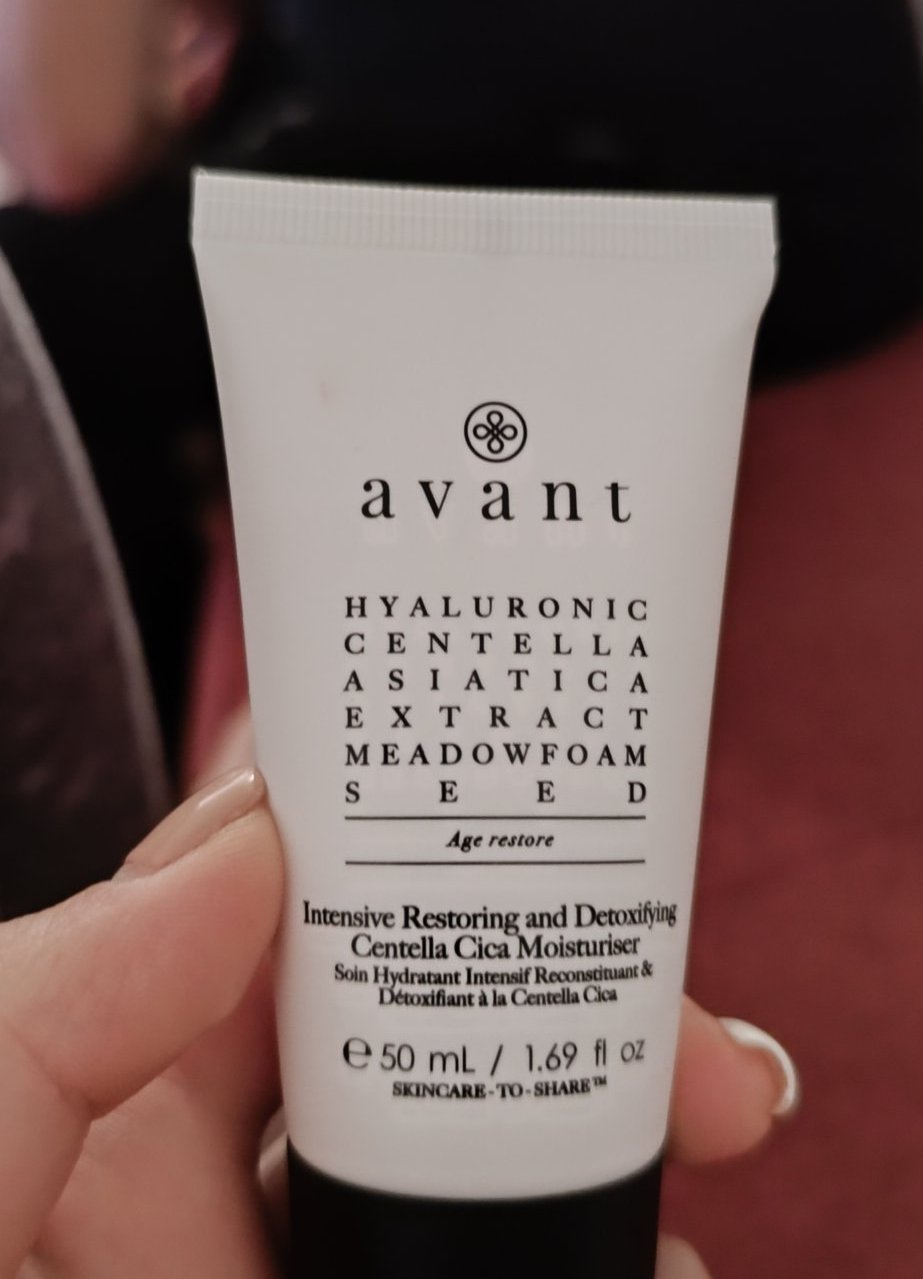 avant
HYALURONIC
CENTELLA
ASIATICA
EXTRACT
MEADOWFOAM
SEED
Age restore
Intensive Restoring and Detoxifying
Centella Cica Moisturiser
Soin Hydratant Intensif Reconstituant &
Détoxifiant à la Centella Cica
℮ 50 mL / 1.69 fl oz
SKINCARE-TO-SHARE™